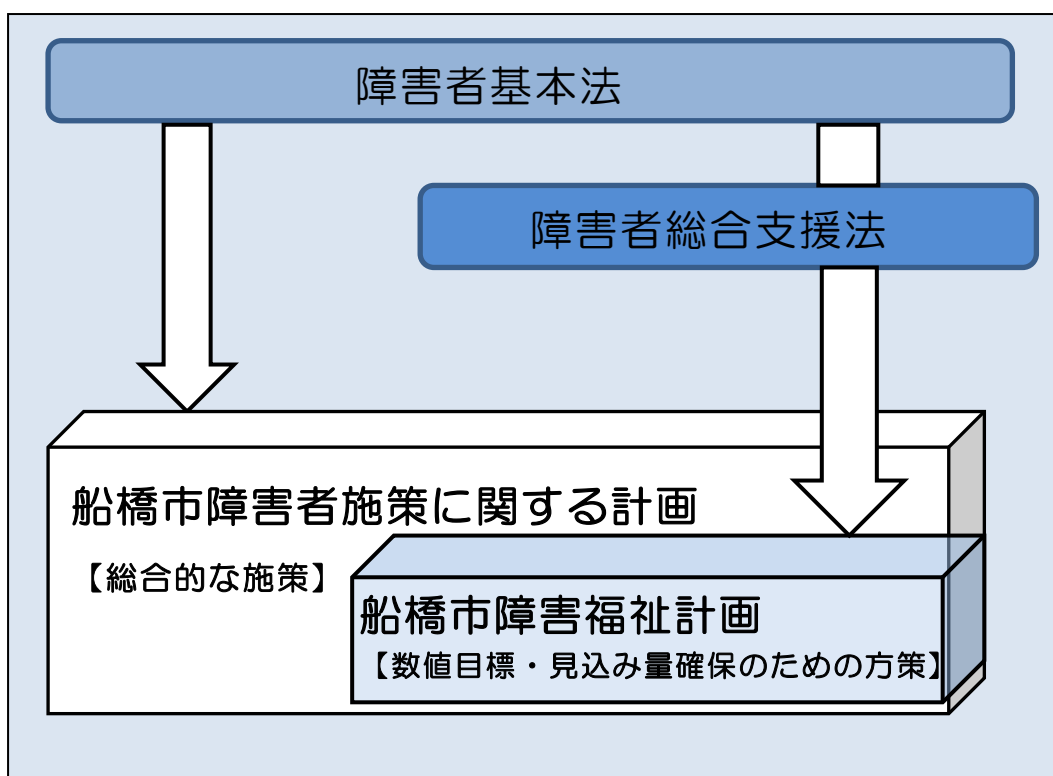 障害者基本法
障害者総合支援法
船橋市障害者施策に関する計画
【総合的な施策】
船橋市障害福祉計画
【数値目標・見込み量確保のための方策】